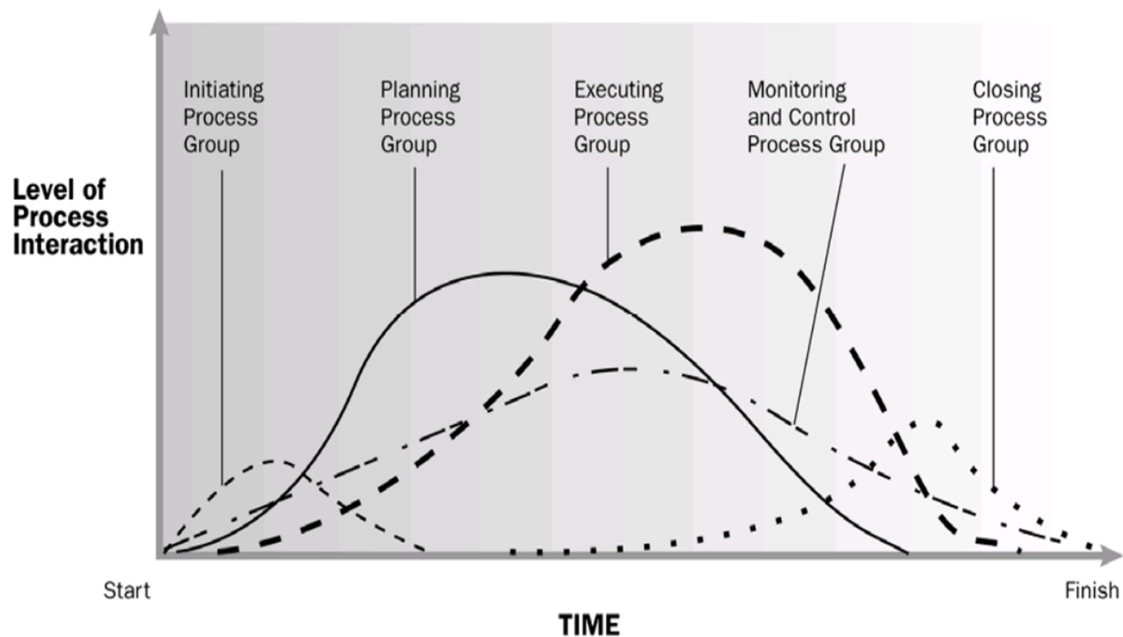 Initiating
Process
Group
Planning
Process
Group
Executing
Process
Group
Monitoring
and Control
Process Group
Closing
Process
Group
Level of
Process
Interaction
Start
Finish
TIME